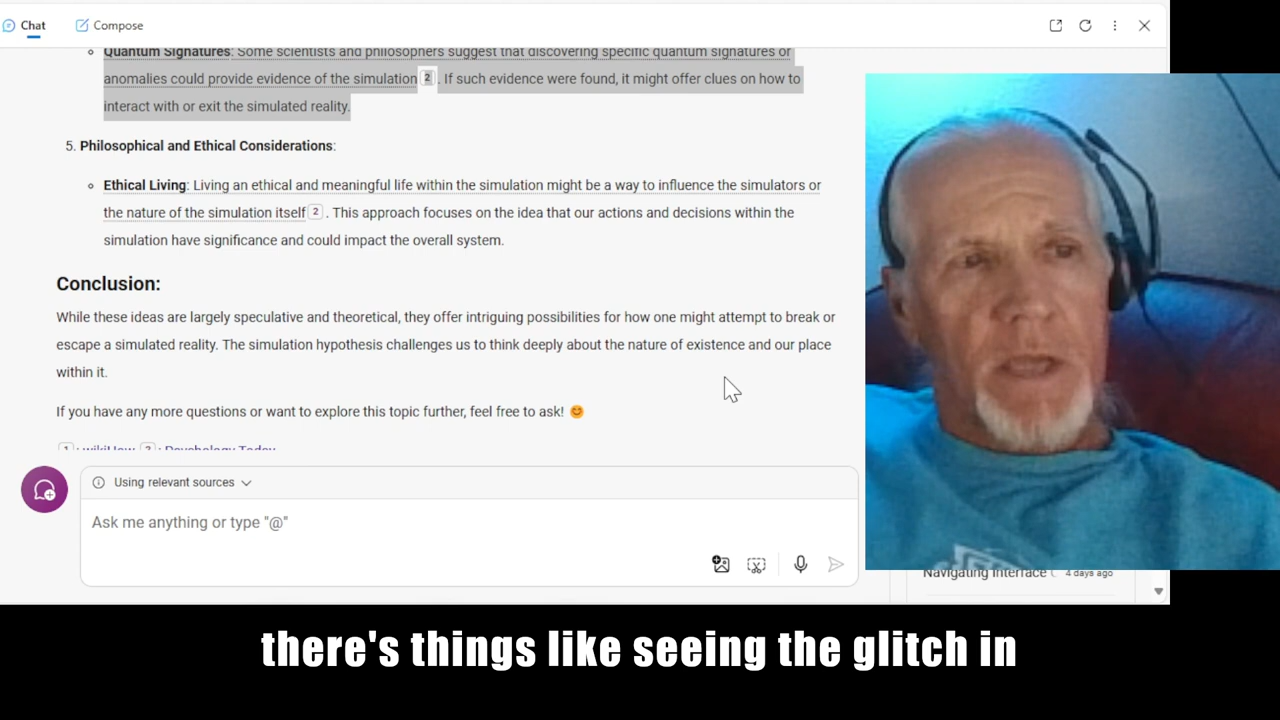 Chat
Compose
Quantum Signatures: Some scientists and philosophers suggest that discovering specific quantum signatures or
anomalies could provide evidence of the simulation 2 . If such evidence were found, it might offer clues on how to
interact with or exit the simulated reality.
5. Philosophical and Ethical Considerations:
Ethical Living: Living an ethical and meaningful life within the simulation might be a way to influence the simulators or
the nature of the simulation itself 2 . This approach focuses on the idea that our actions and decisions within the
simulation have significance and could impact the overall system.
Conclusion:
While these ideas are largely speculative and theoretical, they offer intriguing possibilities for how one might attempt to break or
escape a simulated reality. The simulation hypothesis challenges us to think deeply about the nature of existence and our place
within it.
If you have any more questions or want to explore this topic further, feel free to ask! 😊
1 : wikiHow 2 : Psychology Today
Using relevant sources
Ask me anything or type "@"
Navigating Interface 4 days ago
there's things like seeing the glitch in